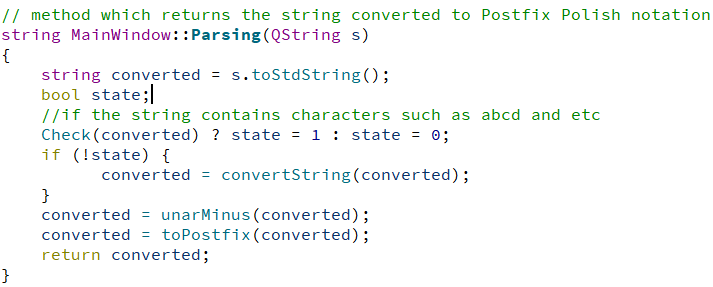 // method which returns the string converted to Postfix Polish notation
string MainWindow::Parsing(QString s)
{
    string converted = s.toStdString();
    bool state;
    //if the string contains characters such as abcd and etc
    Check(converted) ? state = 1 : state = 0;
    if (!state) {
          converted = convertString(converted);
    }
    converted = unarMinus(converted);
    converted = toPostfix(converted);
    return converted;
}